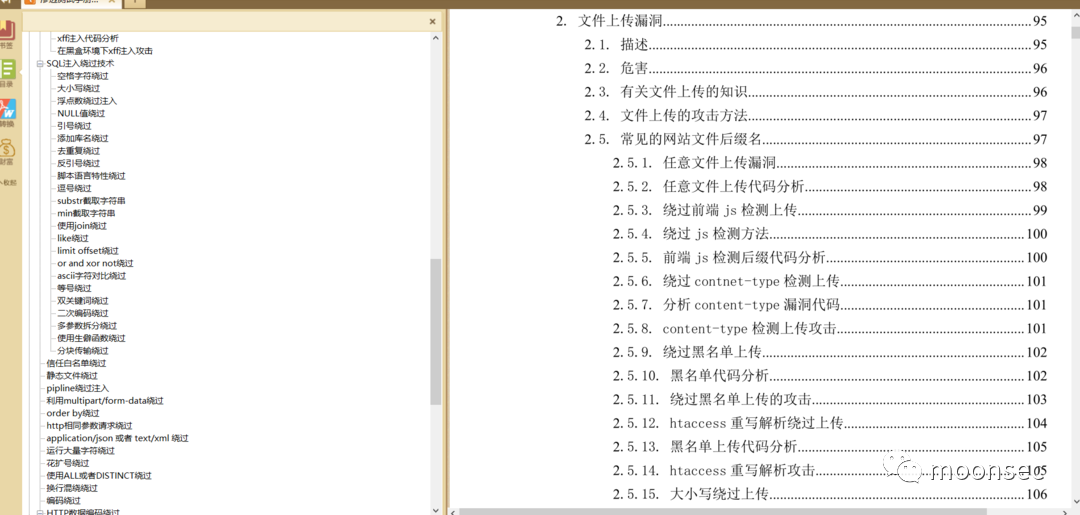 渗透测试手册...
书签
目录
转换
财富
xff注入代码分析
在黑盒环境下xff注入攻击
SQL注入绕过技术
空格字符绕过
大小写绕过
浮点数绕过注入
NULL值绕过
引号绕过
添加库名绕过
去重复绕过
反引号绕过
脚本语言特性绕过
逗号绕过
substr截取字符串
min截取字符串
使用join绕过
like绕过
limit offset绕过
or and xor not绕过
ascii字符对比绕过
等号绕过
双关键词绕过
二次编码绕过
多参数拆分绕过
使用生僻函数绕过
分块传输绕过
信任白名单绕过
静态文件绕过
pipline绕过注入
利用multipart/form-data绕过
order by绕过
http相同参数请求绕过
application/json 或者 text/xml 绕过
运行大量字符绕过
花扩号绕过
使用ALL或者DISTINCT绕过
换行混绕绕过
编码绕过
HTTP数据编码绕过
2. 文件上传漏洞 95
2.1. 描述 95
2.2. 危害 96
2.3. 有关文件上传的知识 96
2.4. 文件上传的攻击方法 97
2.5. 常见的网站文件后缀名 97
2.5.1. 任意文件上传漏洞 98
2.5.2. 任意文件上传代码分析 98
2.5.3. 绕过前端 js 检测上传 99
2.5.4. 绕过 js 检测方法 100
2.5.5. 前端 js 检测后缀代码分析 100
2.5.6. 绕过 contnet-type 检测上传 101
2.5.7. 分析 content-type 漏洞代码 101
2.5.8. content-type 检测上传攻击 101
2.5.9. 绕过黑名单上传 102
2.5.10. 黑名单代码分析 102
2.5.11. 绕过黑名单上传的攻击 103
2.5.12. htaccess 重写解析绕过上传 104
2.5.13. 黑名单上传代码分析 105
2.5.14. htaccess 重写解析攻击 105
2.5.15. 大小写绕过上传 106
moonsec